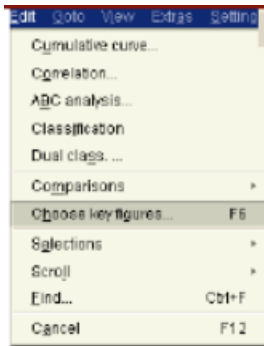 Edit Goto View Extras Setting
Cumulative curve...
Correlation...
ABC analysis...
Classification
Dual class. ...
Comparisons
Choose key figures... F6
Selections
Scroll
Find... Ctrl+F
Cancel F12